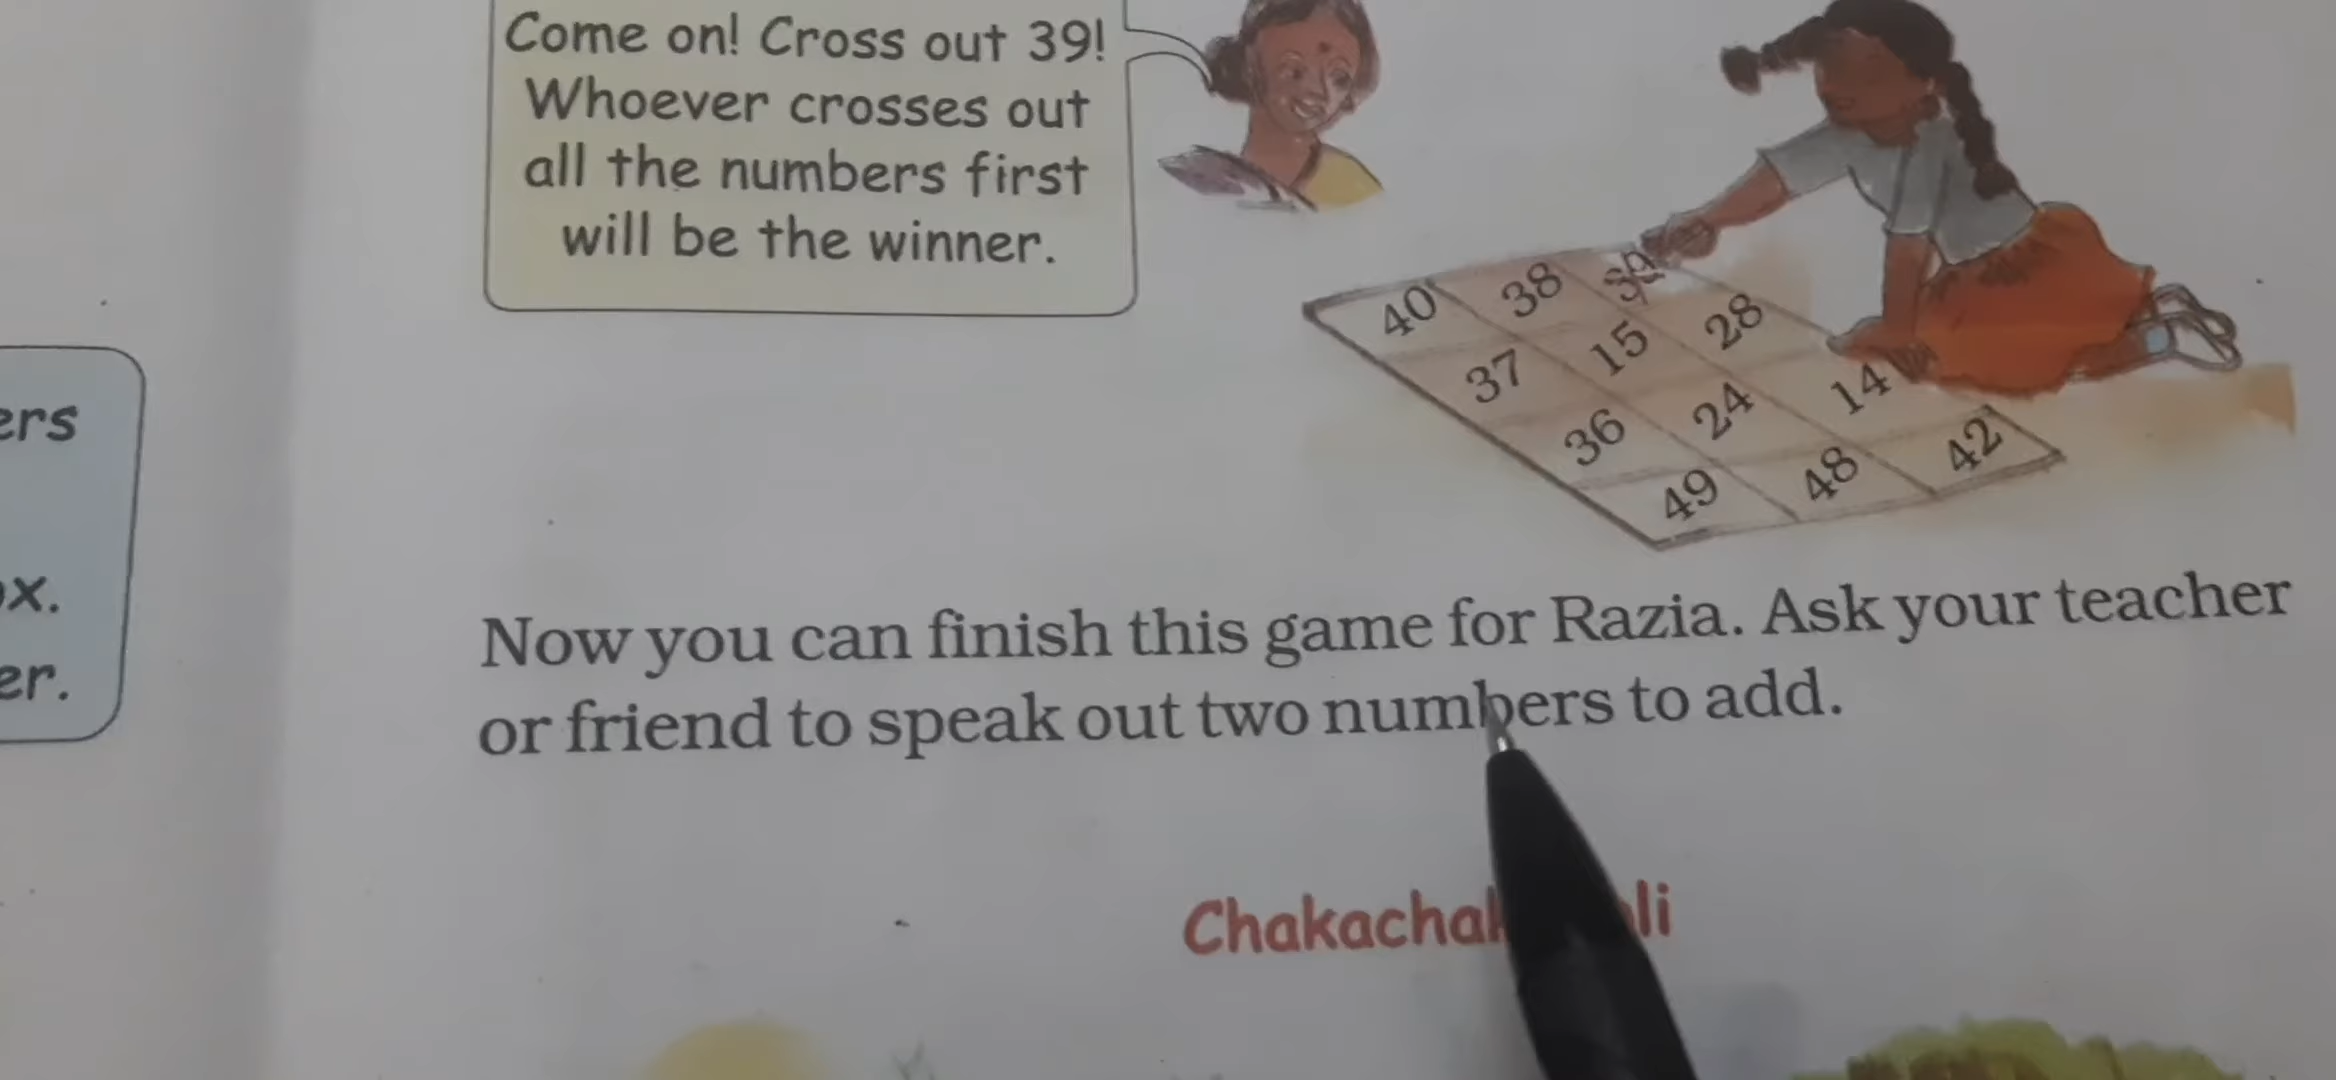 Come on! Cross out 39!
Whoever crosses out
all the numbers first
will be the winner.
40 38 39
37 15 28
36 24 14
49 48 42
ers
x.
er.
Now you can finish this game for Razia. Ask your teacher
or friend to speak out two numbers to add.